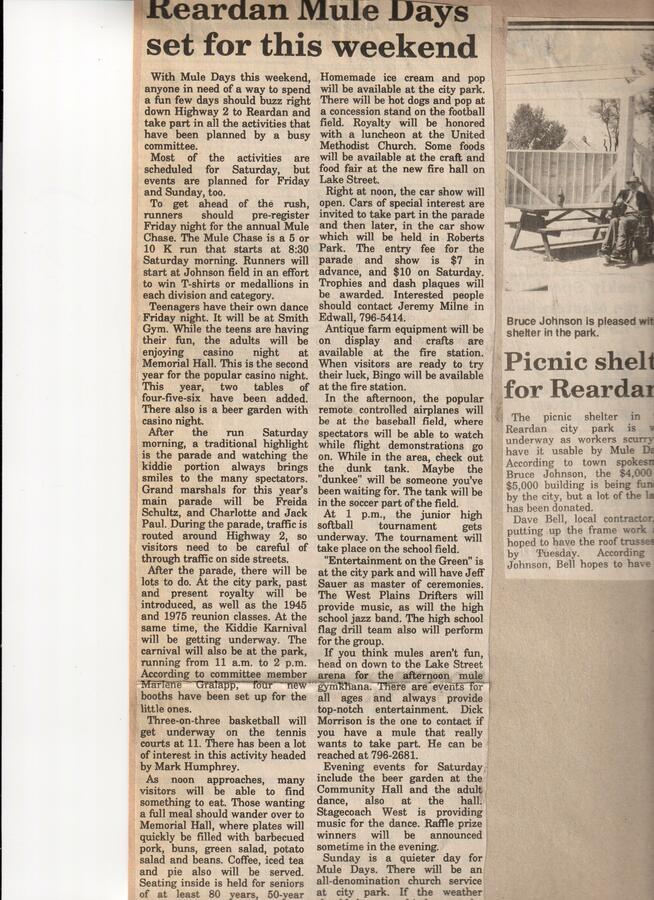 Reardan Mule Days
set for this weekend
With Mule Days this weekend,
anyone in need of a way to spend
a fun few days should buzz right
down Highway 2 to Reardan and
take part in all the activities that
have been planned by a busy
committee.
Most of the activities are
scheduled for Saturday, but
events are planned for Friday
and Sunday, too.
To get ahead of the rush,
runners should pre-register
Friday night for the annual Mule
Chase. The Mule Chase is a 5 or
10 K run that starts at 8:30
Saturday morning. Runners will
start at Johnson field in an effort
to win T-shirts or medallions in
each division and category.
Teenagers have their own dance
Friday night. It will be at Smith
Gym. While the teens are having
their fun, the adults will be
enjoying casino night at
Memorial Hall. This is the second
year for the popular casino night.
This year, two tables of
four-five-six have been added.
There also is a beer garden with
casino night.
After the run Saturday
morning, a traditional highlight
is the parade and watching the
kiddie portion always brings
smiles to the many spectators.
Grand marshals for this year's
main parade will be Freida
Schultz, and Charlotte and Jack
Paul. During the parade, traffic is
routed around Highway 2, so
visitors need to be careful of
through traffic on side streets.
After the parade, there will be
lots to do. At the city park, past
and present royalty will be
introduced, as well as the 1945
and 1975 reunion classes. At the
same time, the Kiddie Karnival
will be getting underway. The
carnival will also be at the park,
running from 11 a.m. to 2 p.m.
According to committee member
Marlene Gralapp, four new
booths have been set up for the
little ones.
Three-on-three basketball will
get underway on the tennis
courts at 11. There has been a lot
of interest in this activity headed
by Mark Humphrey.
As noon approaches, many
visitors will be able to find
something to eat. Those wanting
a full meal should wander over to
Memorial Hall, where plates will
quickly be filled with barbecued
pork, buns, green salad, potato
salad and beans. Coffee, iced tea
and pie also will be served.
Seating inside is held for seniors
of at least 80 years, 50-year
Homemade ice cream and pop
will be available at the city park.
There will be hot dogs and pop at
a concession stand on the football
field. Royalty will be honored
with a luncheon at the United
Methodist Church. Some foods
will be available at the craft and
food fair at the new fire hall on
Lake Street.
Right at noon, the car show will
open. Cars of special interest are
invited to take part in the parade
and then later, in the car show
which will be held in Roberts
Park. The entry fee for the
parade and show is $7 in
advance, and $10 on Saturday.
Trophies and dash plaques will
be awarded. Interested people
should contact Jeremy Milne in
Edwall, 796-5414.
Antique farm equipment will be
on display and crafts are
available at the fire station.
When visitors are ready to try
their luck, Bingo will be available
at the fire station.
In the afternoon, the popular
remote controlled airplanes will
be at the baseball field, where
spectators will be able to watch
while flight demonstrations go
on. While in the area, check out
the dunk tank. Maybe the
"dunkee" will be someone you've
been waiting for. The tank will be
in the soccer part of the field.
At 1 p.m., the junior high
softball tournament gets
underway. The tournament will
take place on the school field.
"Entertainment on the Green" is
at the city park and will have Jeff
Sauer as master of ceremonies.
The West Plains Drifters will
provide music, as will the high
school jazz band. The high school
flag drill team also will perform
for the group.
If you think mules aren't fun,
head on down to the Lake Street
arena for the afternoon mule
gymkhana. There are events for
all ages and always provide
top-notch entertainment. Dick
Morrison is the one to contact if
you have a mule that really
wants to take part. He can be
reached at 796-2681.
Evening events for Saturday
include the beer garden at the
Community Hall and the adult
dance, also at the hall.
Stagecoach West is providing
music for the dance. Raffle prize
winners will be announced
sometime in the evening.
Sunday is a quieter day for
Mule Days. There will be an
all-denomination church service
at city park. If the weather
Bruce Johnson is pleased wit
shelter in the park.
Picnic shelt
for Reardan
The picnic shelter in
Reardan city park is
underway as workers scurry
have it usable by Mule Da
According to town spokesm
Bruce Johnson, the $4,000
$5,000 building is being fun
by the city, but a lot of the la
has been donated.
Dave Bell, local contractor,
putting up the frame work
hoped to have the roof trusses
by Tuesday. According
Johnson, Bell hopes to have